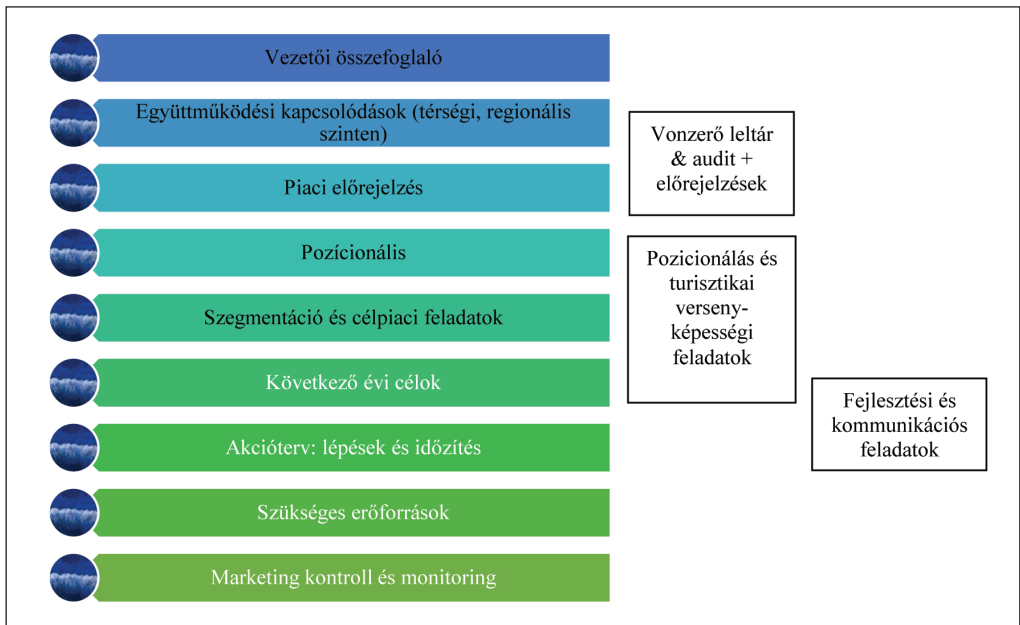 Vezetői összefoglaló
Együttműködési kapcsolódások (térségi, regionális
szinten)
Piaci előrejelzés
Pozícionális
Szegmentáció és célpiaci feladatok
Következő évi célok
Akcióterv: lépések és időzítés
Szükséges erőforrások
Marketing kontroll és monitoring
Vonzerő leltár
& audit +
előrejelzések
Pozicionálás és
turisztikai
verseny-
képességi
feladatok
Fejlesztési és
kommunikációs
feladatok